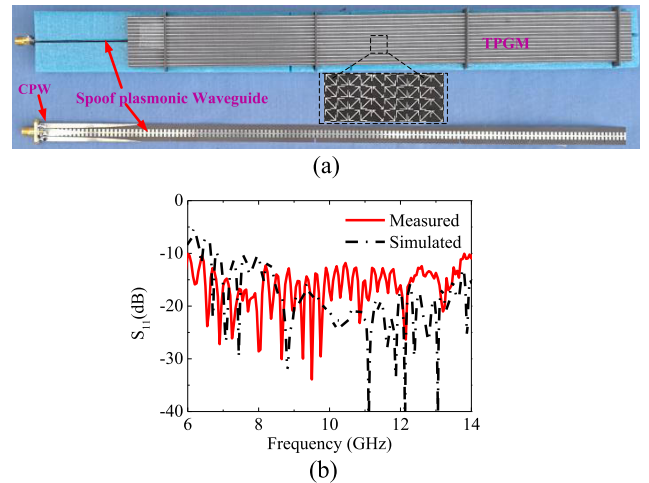 TPGM
CPW
Spoof plasmonic Waveguide
(a)
0
-10
-20
-30
-40
S11(dB)
Measured
Simulated
6 8 10 12 14
Frequency (GHz)
(b)